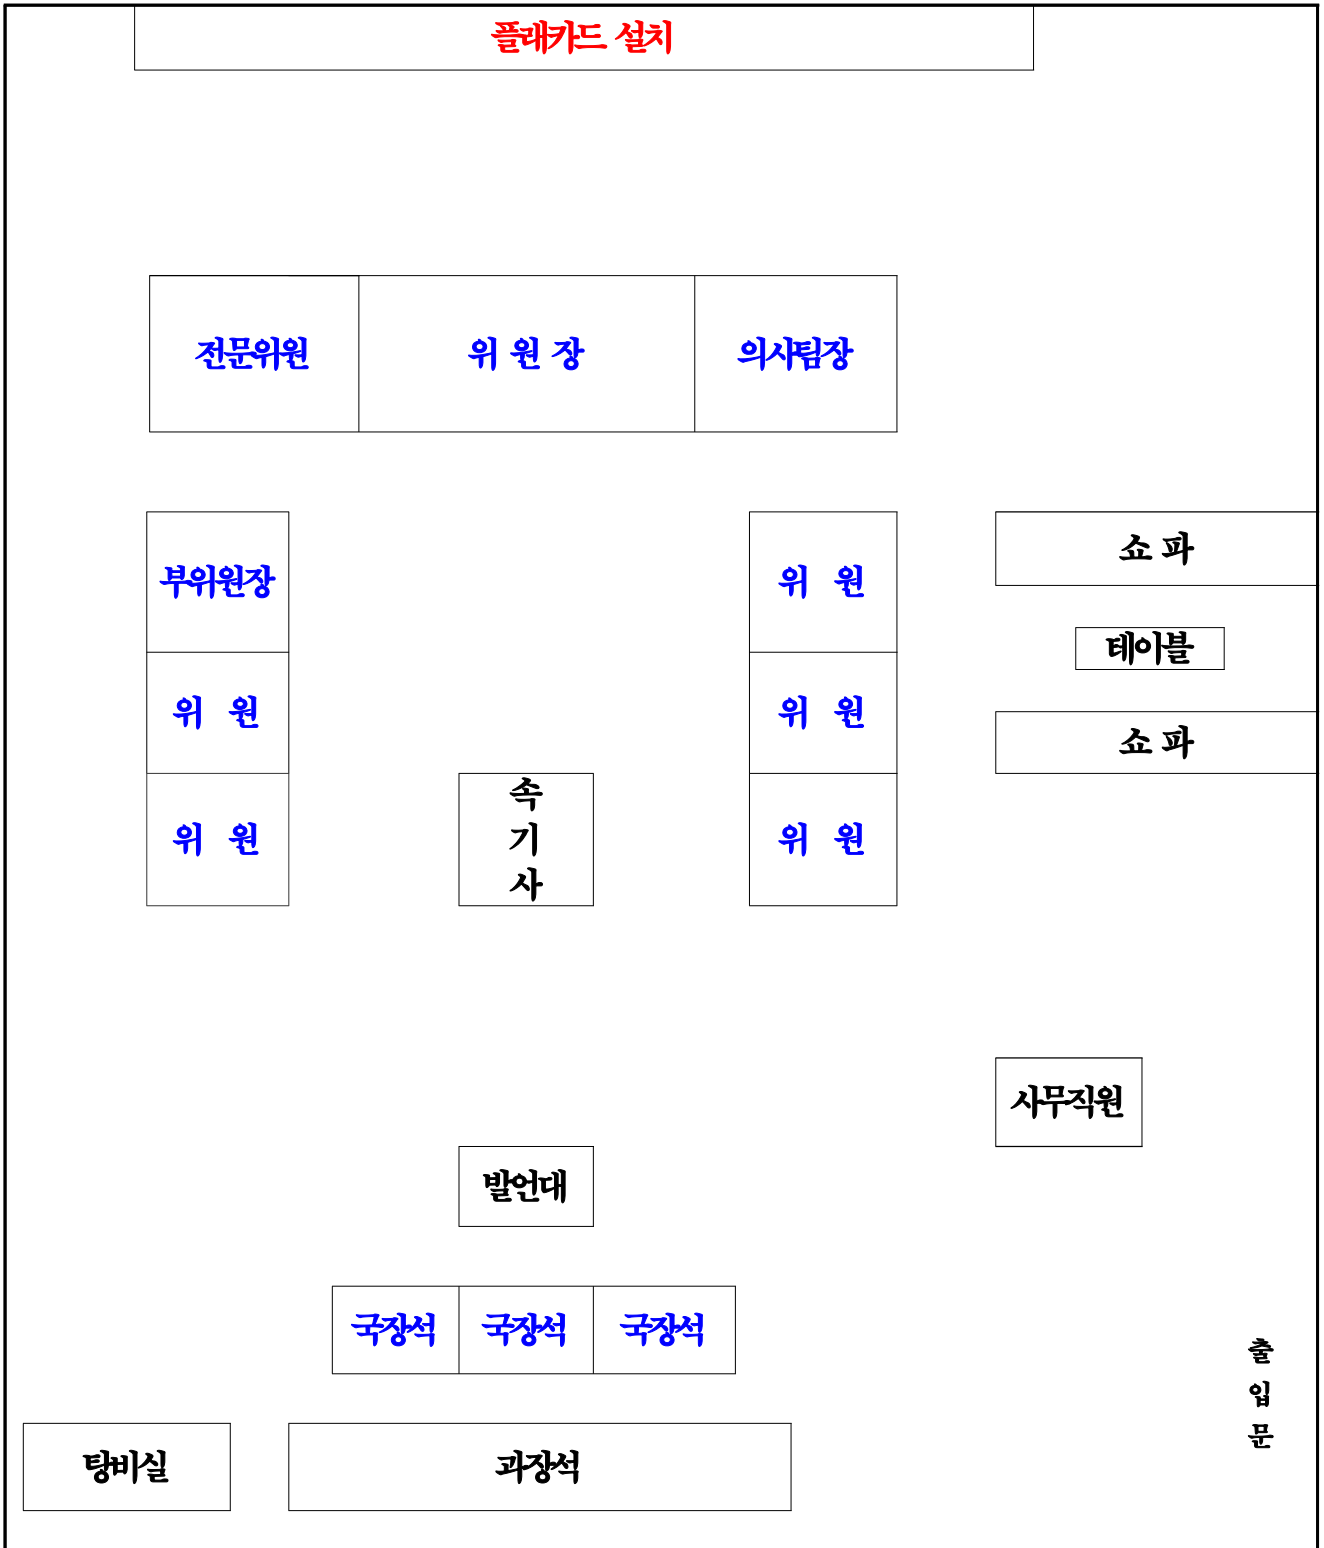 플래카드 설치
전문위원 위 원 장 의사팀장
부위원장 위 원 쇼 파
테이블
위 원 위 원 쇼 파
속
기
사
위 원 위 원
사무직원
발언대
국장석 국장석 국장석
출
입
문
탕비실 과장석